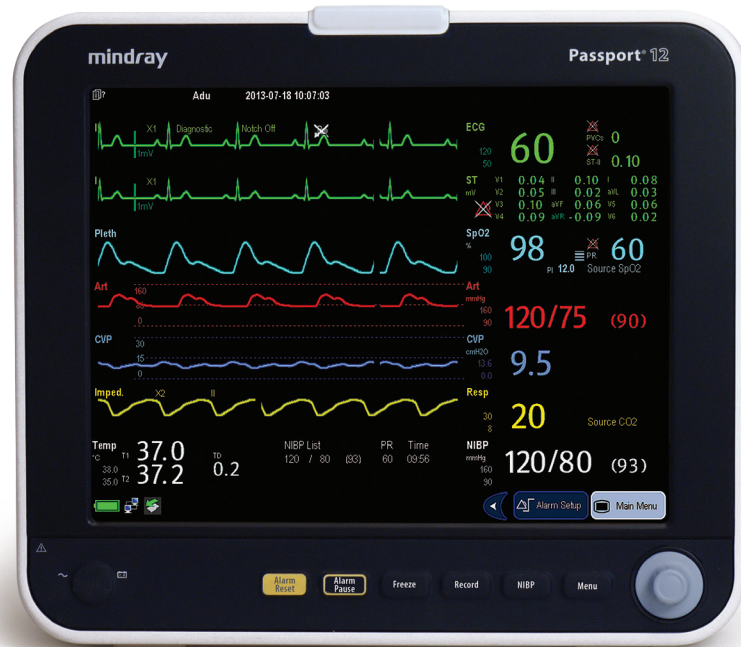 mindray
Passport® 12
Adu 2013-07-18 10:07:03
I X1 Diagnostic Notch Off
1mV
ECG
120
50
60
PVCs 0
ST-II 0.10
I X1
1mV
ST
mV
V1 0.04 II 0.10 I 0.08
V2 0.05 III 0.02 aVL 0.03
V3 0.10 aVF 0.06 V5 0.06
V4 0.09 aVR -0.09 V6 0.02
Pleth
SpO2
%
100
90
98
PI 12.0
PR 60
Source SpO2
Art
160
0
Art
mmHg
160
90
120/75 (90)
CVP
30
15
0
CVP
cmH2O
13.6
0.0
9.5
Imped. X2 II
Resp
30
8
20
Source CO2
Temp
°C
38.0
35.0
T1 37.0
T2 37.2
TD
0.2
NIBP List PR Time
120 / 80 (93) 60 09:56
NIBP
mmHg
160
90
120/80 (93)
Alarm Setup
Main Menu
Alarm
Reset
Alarm
Pause
Freeze
Record
NIBP
Menu